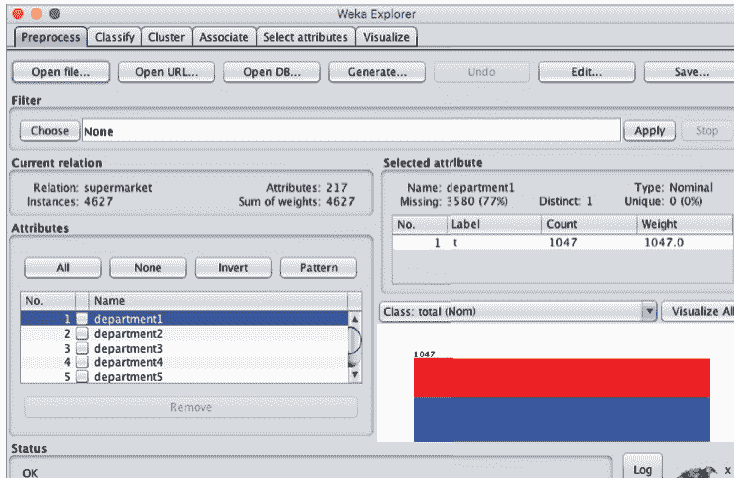 Weka Explorer
Preprocess Classify Cluster Associate Select attributes Visualize
Open file... Open URL... Open DB... Generate... Undo Edit... Save...
Filter
Choose None Apply Stop
Current relation
Relation: supermarket Attributes: 217
Instances: 4627 Sum of weights: 4627
Selected attribute
Name: department1 Type: Nominal
Missing: 3580 (77%) Distinct: 1 Unique: 0 (0%)
No. Label Count Weight
1 t 1047 1047.0
Attributes
All None Invert Pattern
No. Name
1 department1
2 department2
3 department3
4 department4
5 department5
Remove
Class: total (Nom) Visualize All
1047
Status
OK
Log x